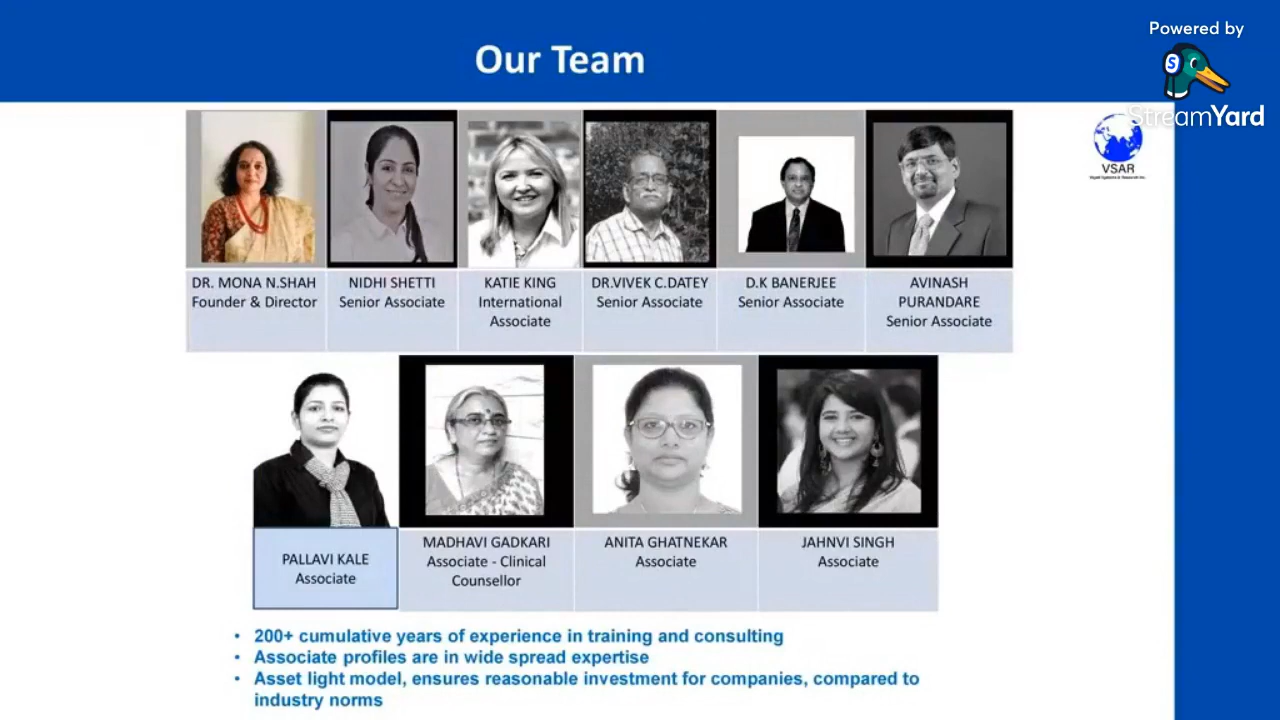 Our Team
Powered by
StreamYard
VSAR
DR. MONA N.SHAH
Founder & Director
NIDHI SHETTI
Senior Associate
KATIE KING
International
Associate
DR.VIVEK C.DATEY
Senior Associate
D.K BANERJEE
Senior Associate
AVINASH
PURANDARE
Senior Associate
PALLAVI KALE
Associate
MADHAVI GADKARI
Associate - Clinical
Counsellor
ANITA GHATNEKAR
Associate
JAHNVI SINGH
Associate
• 200+ cumulative years of experience in training and consulting
• Associate profiles are in wide spread expertise
• Asset light model, ensures reasonable investment for companies, compared to
industry norms